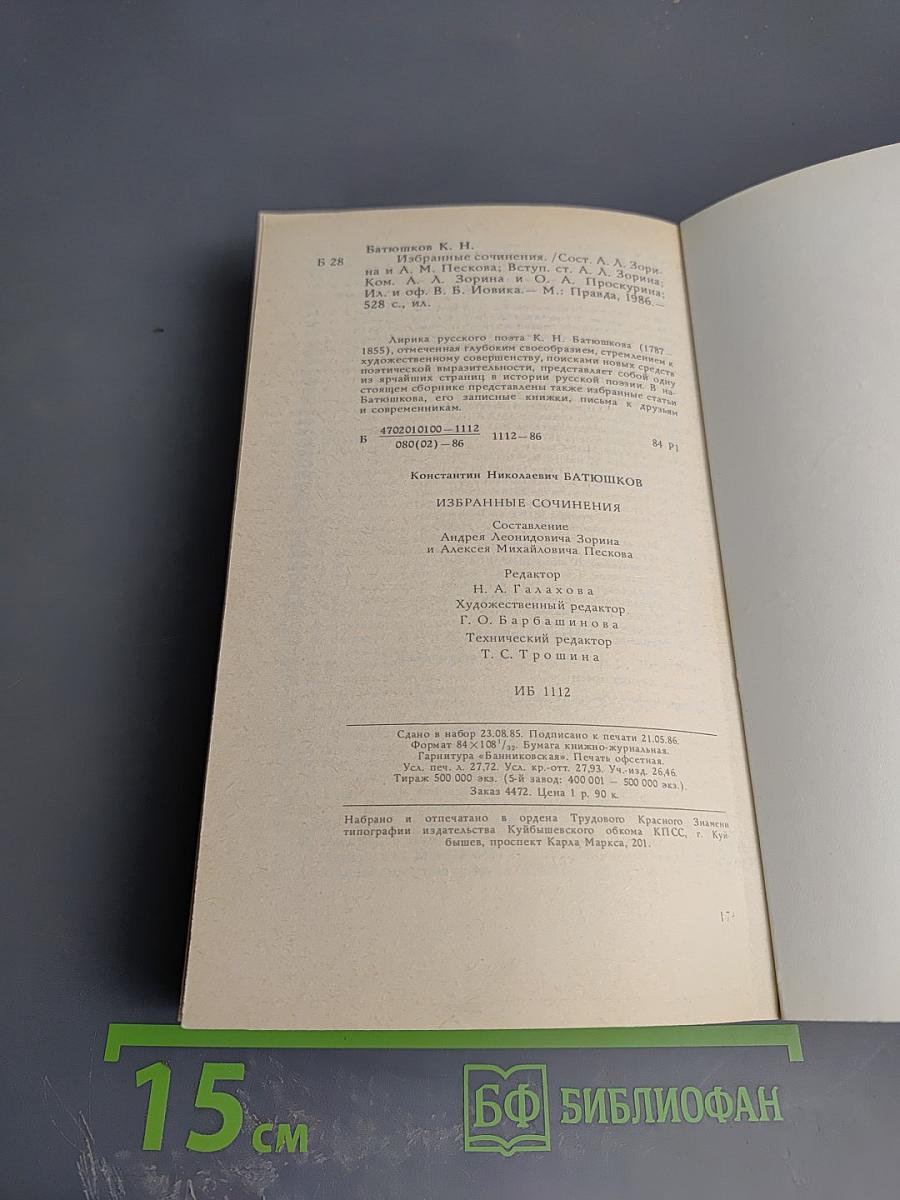 Батюшков К. Н.
Б 28 Избранные сочинения. /Сост. А. Л. Зори-
на и А. М. Пескова; Вступ. ст. А. Л. Зорина;
Ком. А. Л. Зорина и О. А. Проскурина;
Ил. и оф. В. Б. Йовика.— М.: Правда, 1986.—
528 с., ил.
Лирика русского поэта К. Н. Батюшкова (1787—
1855), отмеченная глубоким своеобразием, стремлением к
художественному совершенству, поисками новых средств
поэтической выразительности, представляет собой одну
из ярчайших страниц в истории русской поэзии. В на-
стоящем сборнике представлены также избранные статьи
Батюшкова, его записные книжки, письма к друзьям
и современникам.
Б 4702010100—1112 1112—86 84 Р1
080(02)—86
Константин Николаевич БАТЮШКОВ
ИЗБРАННЫЕ СОЧИНЕНИЯ
Составление
Андрея Леонидовича Зорина
и Алексея Михайловича Пескова
Редактор
Н. А. Галахова
Художественный редактор
Г. О. Барбашинова
Технический редактор
Т. С. Трошина
ИБ 1112
Сдано в набор 23.08.85. Подписано к печати 21.05.86.
Формат 84×108 1/32. Бумага книжно-журнальная.
Гарнитура «Банниковская». Печать офсетная.
Усл. печ. л. 27,72. Усл. кр.-отт. 27,93. Уч.-изд. 26,46.
Тираж 500 000 экз. (5-й завод: 400 001 — 500 000 экз.).
Заказ 4472. Цена 1 р. 90 к.
Набрано и отпечатано в ордена Трудового Красного Знамени
типографии издательства Куйбышевского обкома КПСС, г. Куй-
бышев, проспект Карла Маркса, 201.
15 см БФ БИБЛИОФАН